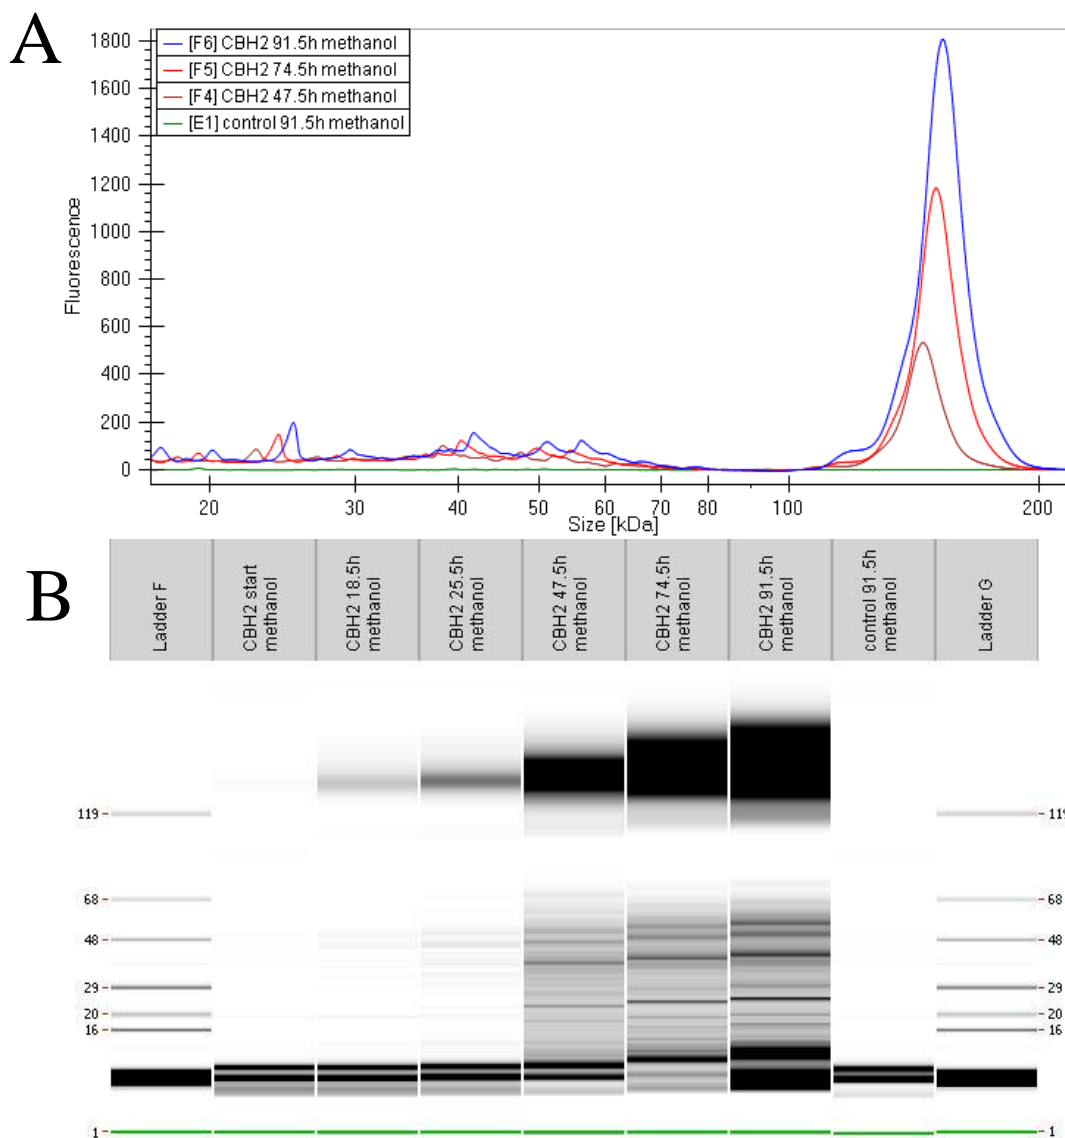 A
1800
1600
1400
1200
1000
800
600
400
200
0
Fluorescence
[F6] CBH2 91.5h methanol
[F5] CBH2 74.5h methanol
[F4] CBH2 47.5h methanol
[E1] control 91.5h methanol
20 30 40 50 60 70 80 100 200
Size [kDa]
B
Ladder F
CBH2 start
methanol
CBH2 18.5h
methanol
CBH2 25.5h
methanol
CBH2 47.5h
methanol
CBH2 74.5h
methanol
CBH2 91.5h
methanol
control 91.5h
methanol
Ladder G
119 119
68 68
48 48
29 29
20 20
16 16
1 1